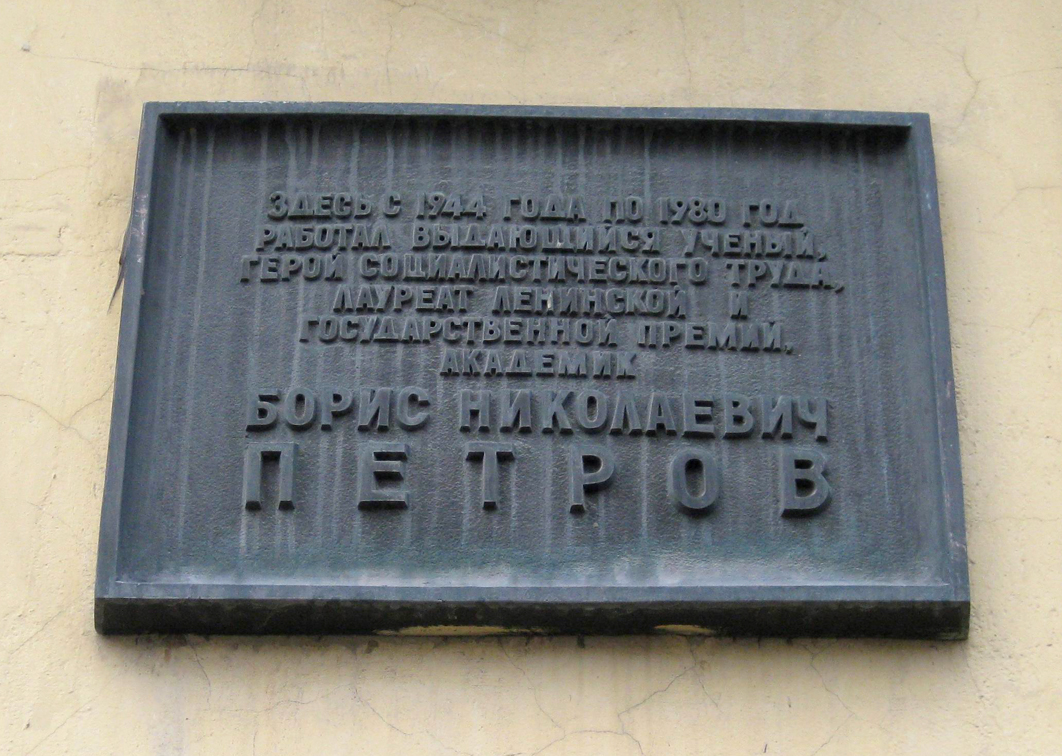 ЗДЕСЬ С 1944 ГОДА ПО 1980 ГОД
РАБОТАЛ ВЫДАЮЩИЙСЯ УЧЕНЫЙ,
ГЕРОЙ СОЦИАЛИСТИЧЕСКОГО ТРУДА,
ЛАУРЕАТ ЛЕНИНСКОЙ И
ГОСУДАРСТВЕННОЙ ПРЕМИЙ,
АКАДЕМИК
БОРИС НИКОЛАЕВИЧ
ПЕТРОВ